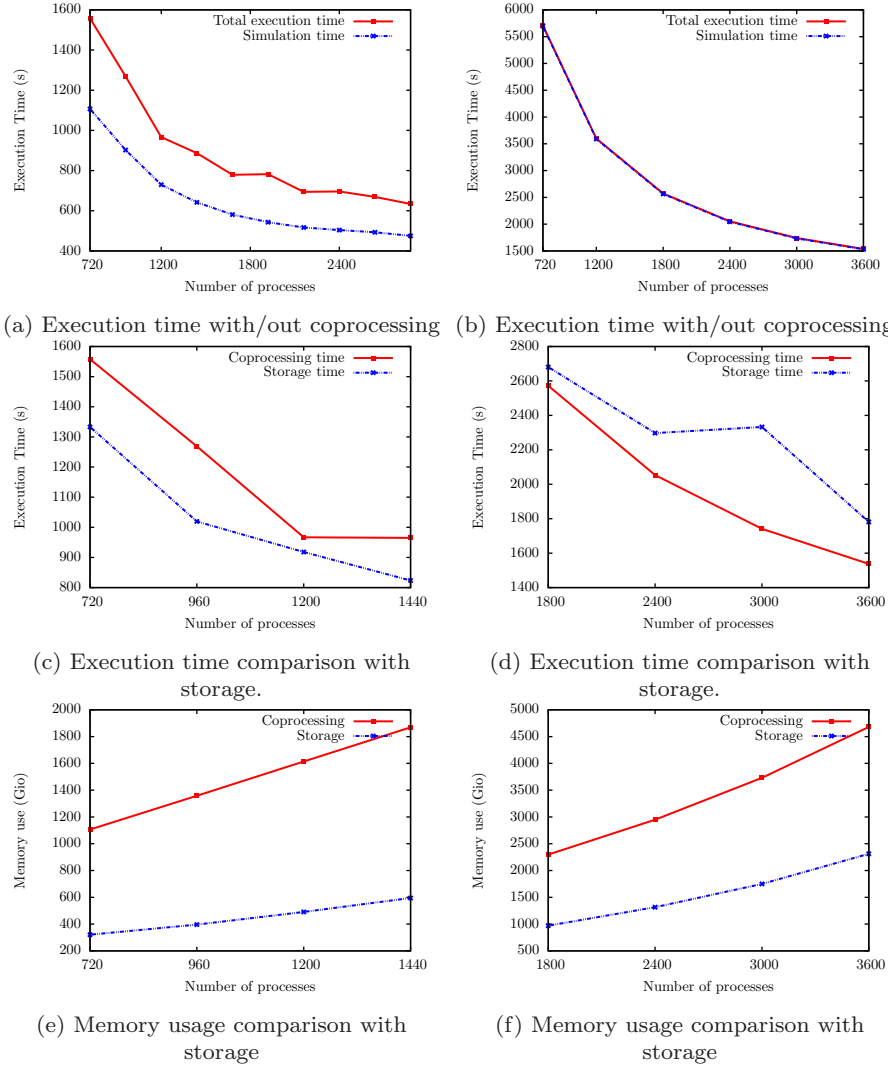 1600
1400
1200
1000
800
600
400
720
1200
1800
2400
Execution Time (s)
Number of processes
Total execution time
Simulation time
6000
5500
5000
4500
4000
3500
3000
2500
2000
1500
720
1200
1800
2400
3000
3600
Execution Time (s)
Number of processes
Total execution time
Simulation time
(a) Execution time with/out coprocessing
(b) Execution time with/out coprocessing
1600
1500
1400
1300
1200
1100
1000
900
800
720
960
1200
1440
Execution Time (s)
Number of processes
Coprocessing time
Storage time
2800
2600
2400
2200
2000
1800
1600
1400
1800
2400
3000
3600
Execution Time (s)
Number of processes
Coprocessing time
Storage time
(c) Execution time comparison with
storage.
(d) Execution time comparison with
storage.
2000
1800
1600
1400
1200
1000
800
600
400
200
720
960
1200
1440
Memory use (Gio)
Number of processes
Coprocessing
Storage
5000
4500
4000
3500
3000
2500
2000
1500
1000
500
1800
2400
3000
3600
Memory use (Gio)
Number of processes
Coprocessing
Storage
(e) Memory usage comparison with
storage
(f) Memory usage comparison with
storage